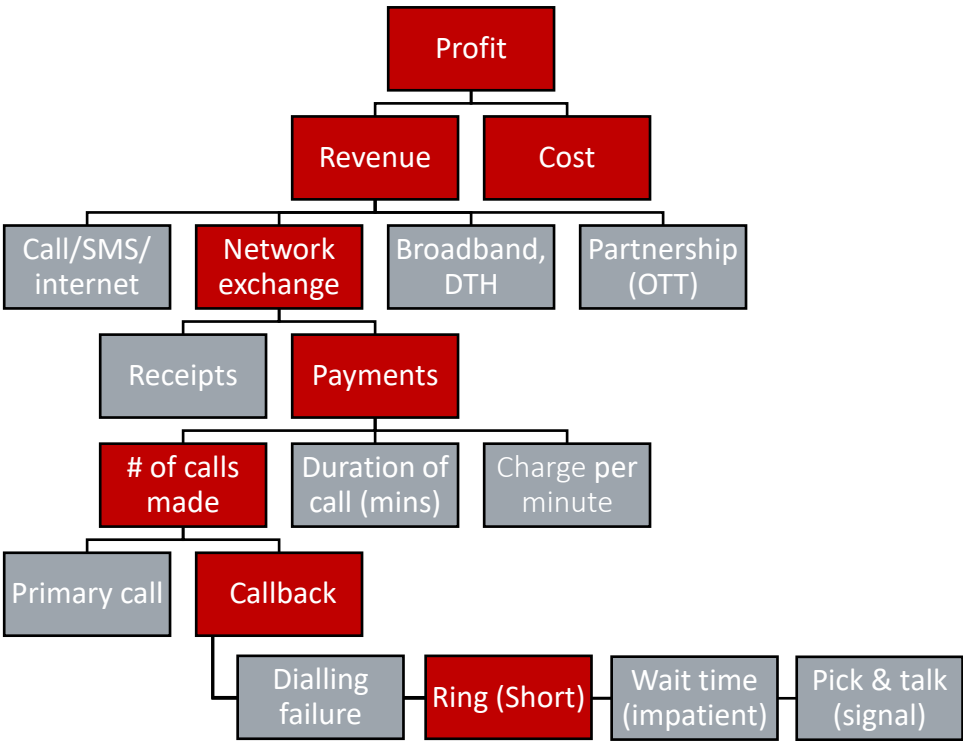 Profit
Revenue
Cost
Call/SMS/
internet
Network
exchange
Broadband,
DTH
Partnership
(OTT)
Receipts
Payments
# of calls
made
Duration of
call (mins)
Charge per
minute
Primary call
Callback
Dialling
failure
Ring (Short)
Wait time
(impatient)
Pick & talk
(signal)